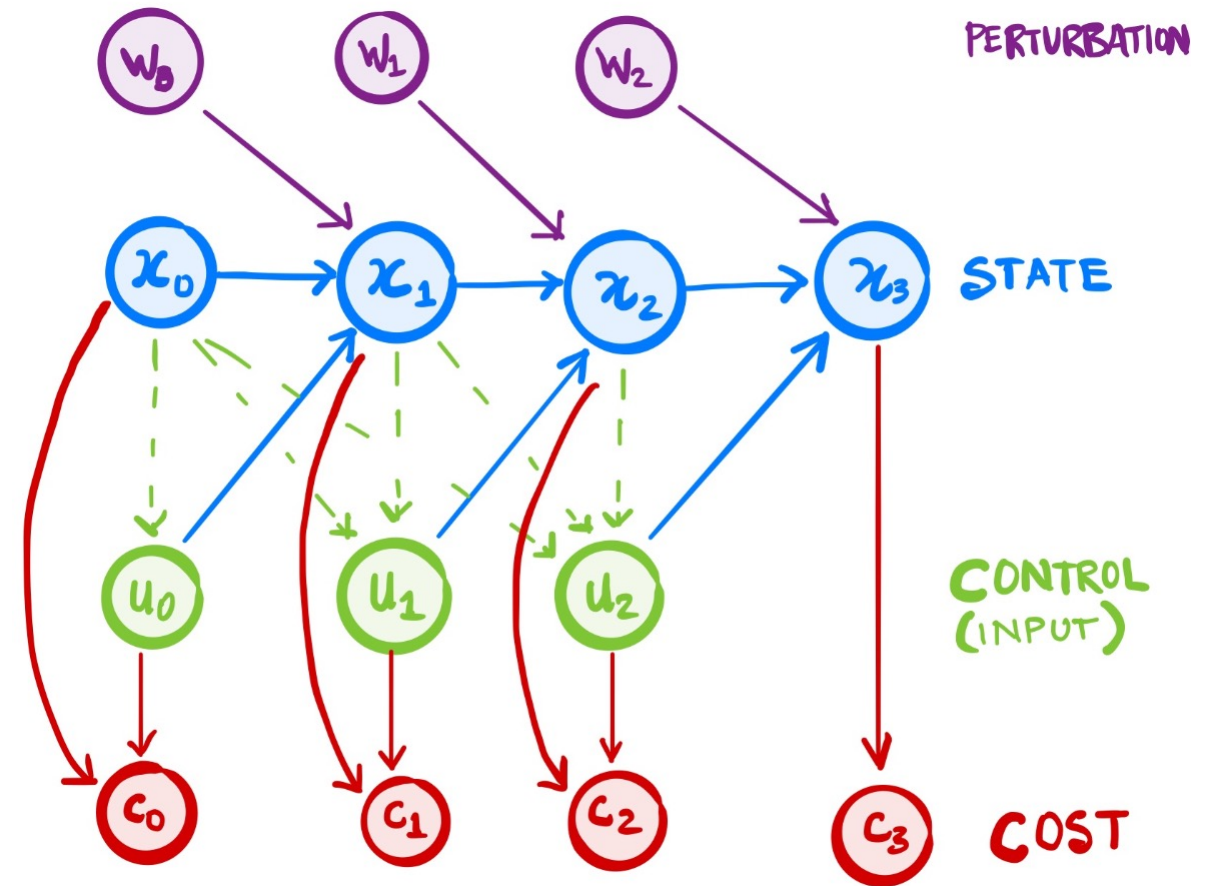 W₀
W₁
W₂
PERTURBATION
x₀
x₁
x₂
x₃
STATE
u₀
u₁
u₂
CONTROL
(INPUT)
c₀
c₁
c₂
c₃
COST